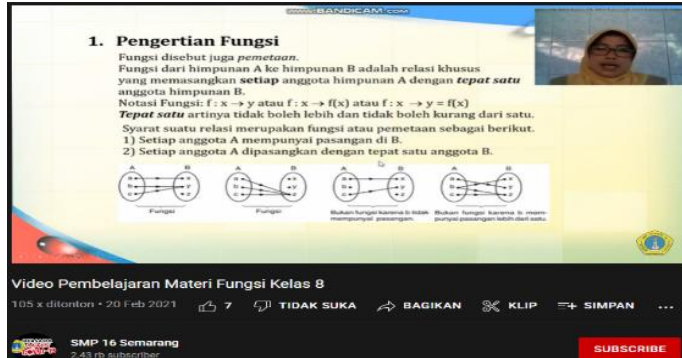 www.BANDICAM.com
1. Pengertian Fungsi
Fungsi disebut juga pemetaan.
Fungsi dari himpunan A ke himpunan B adalah relasi khusus
yang memasangkan setiap anggota himpunan A dengan tepat satu
anggota himpunan B.
Notasi Fungsi: f : x → y atau f : x → f(x) atau f : x → y = f(x)
Tepat satu artinya tidak boleh lebih dan tidak boleh kurang dari satu.
Syarat suatu relasi merupakan fungsi atau pemetaan sebagai berikut.
1) Setiap anggota A mempunyai pasangan di B.
2) Setiap anggota A dipasangkan dengan tepat satu anggota B.
A B A B A B A B
a x a x a x a x
b y b y b y b y
c z c z c z c z
Fungsi Fungsi Bukan fungsi karena b tidak Bukan fungsi karena b mem-
mempunyai pasangan. punyai pasangan lebih dari satu.
Video Pembelajaran Materi Fungsi Kelas 8
105 x ditonton • 20 Feb 2021 7 TIDAK SUKA BAGIKAN KLIP SIMPAN ...
SMP 16 Semarang
2,43 rb subscriber
SUBSCRIBE